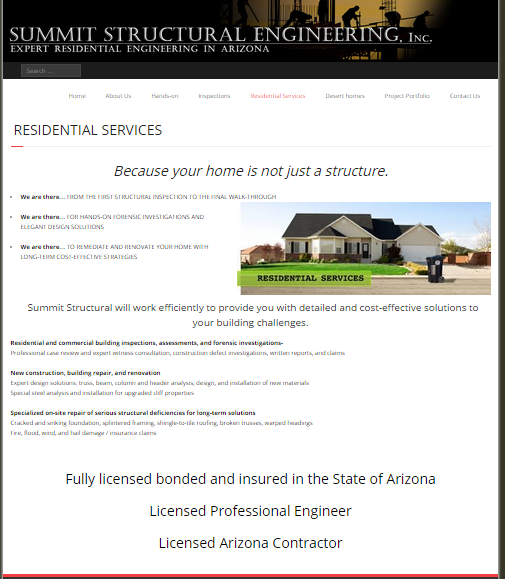 SUMMIT STRUCTURAL ENGINEERING, INC.
EXPERT RESIDENTIAL ENGINEERING IN ARIZONA
Search ...
Home About Us Hands-on Inspections Residential Services Desert homes Project Portfolio Contact Us
RESIDENTIAL SERVICES
Because your home is not just a structure.
We are there... FROM THE FIRST STRUCTURAL INSPECTION TO THE FINAL WALK-THROUGH
We are there... FOR HANDS-ON FORENSIC INVESTIGATIONS AND
ELEGANT DESIGN SOLUTIONS
We are there... TO REMEDIATE AND RENOVATE YOUR HOME WITH
LONG-TERM COST-EFFECTIVE STRATEGIES
RESIDENTIAL SERVICES
Summit Structural will work efficiently to provide you with detailed and cost-effective solutions to
your building challenges.
Residential and commercial building inspections, assessments, and forensic investigations-
Professional case review and expert witness consultation, construction defect investigations, written reports, and claims
New construction, building repair, and renovation
Expert design solutions: truss, beam, column and header analysis, design, and installation of new materials
Special steel analysis and installation for upgraded cliff properties
Specialized on-site repair of serious structural deficiencies for long-term solutions
Cracked and sinking foundation, splintered framing, shingle-to-tile roofing, broken trusses, warped headings
Fire, flood, wind, and hail damage / insurance claims
Fully licensed bonded and insured in the State of Arizona
Licensed Professional Engineer
Licensed Arizona Contractor